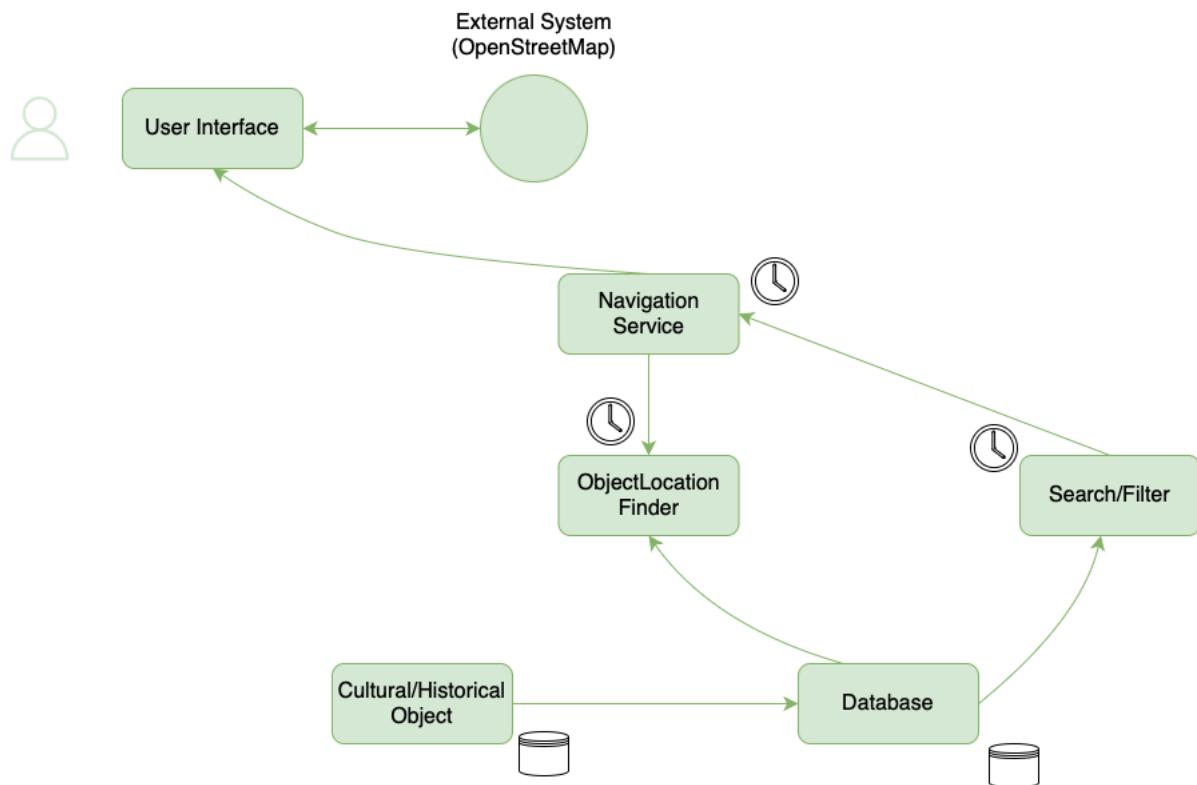 External System
(OpenStreetMap)
User Interface
Navigation
Service
ObjectLocation
Finder
Search/Filter
Cultural/Historical
Object
Database